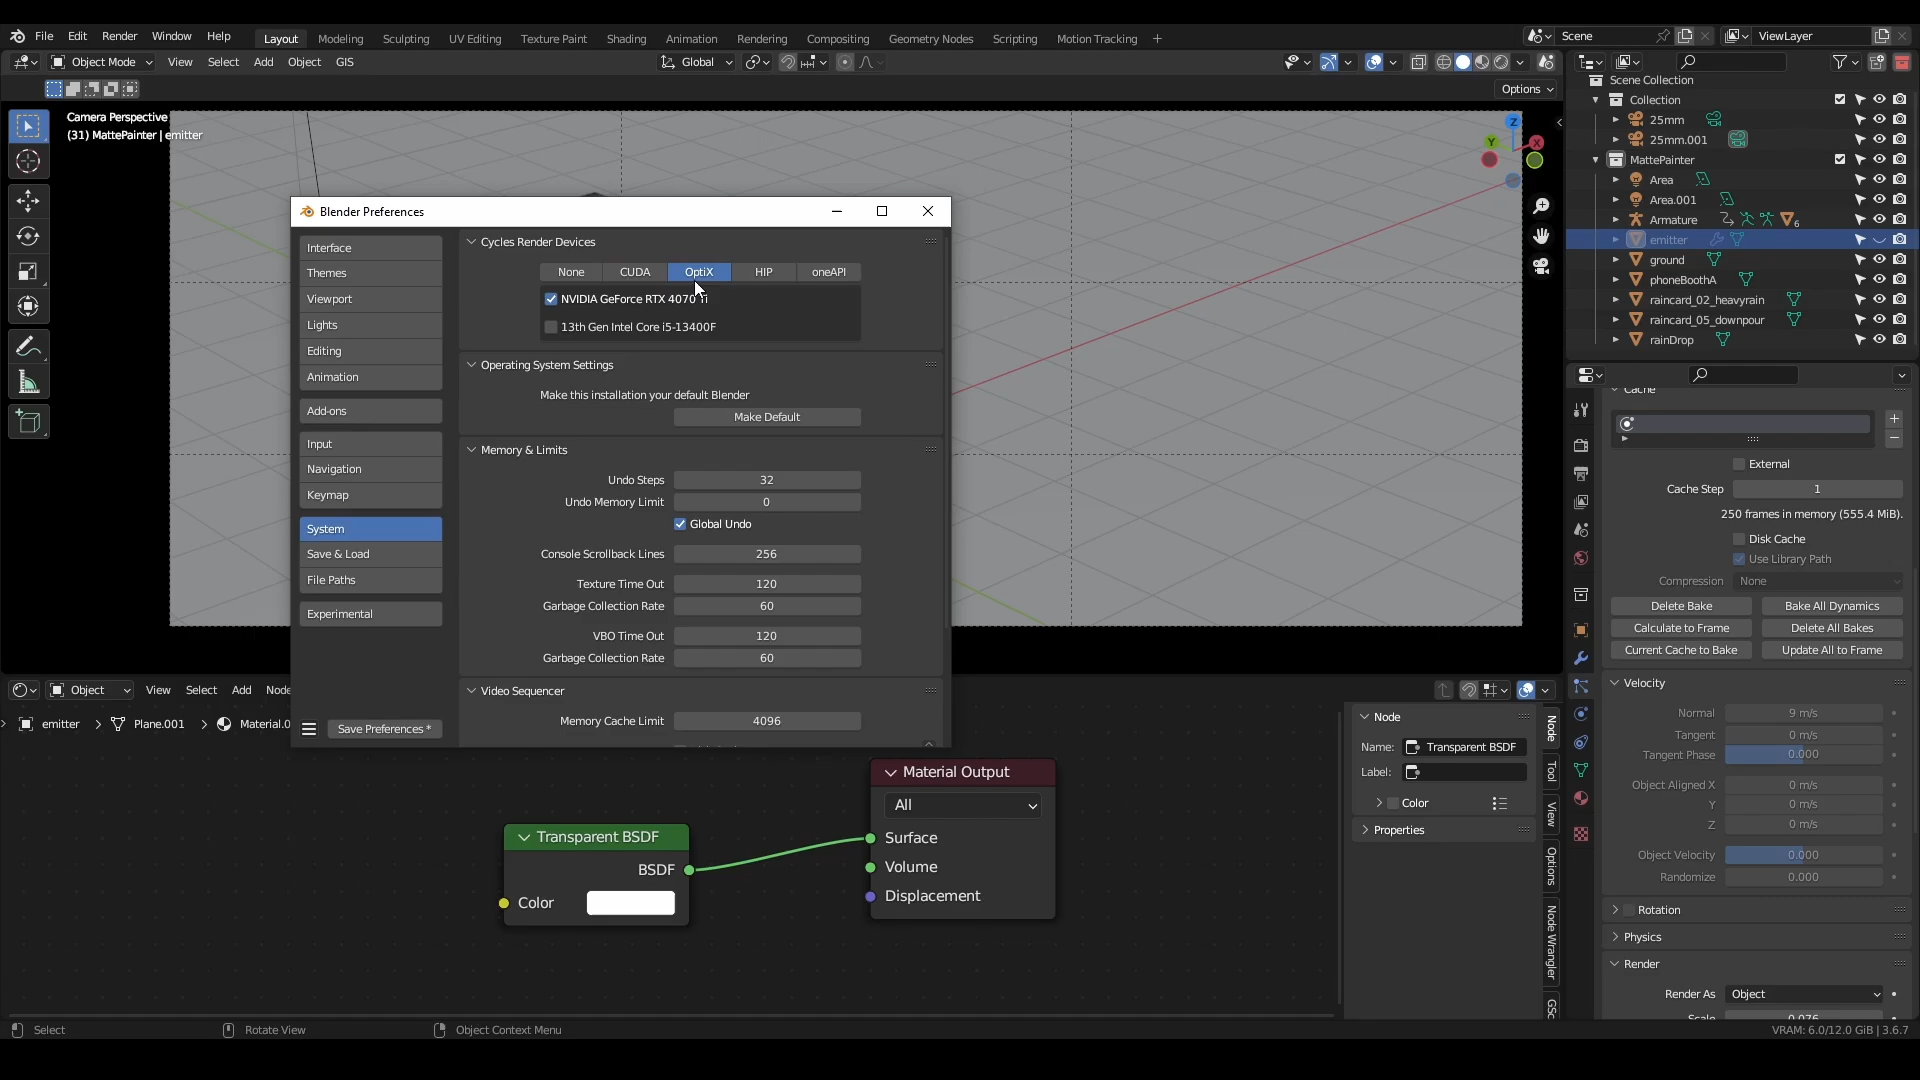 File Edit Render Window Help
Layout Modeling Sculpting UV Editing Texture Paint Shading Animation Rendering Compositing Geometry Nodes Scripting Motion Tracking +
Scene
ViewLayer
Object Mode View Select Add Object GIS
Global
Options
Camera Perspective
(31) MattePainter | emitter
Z
Y
X
Scene Collection
Collection
25mm
25mm.001
MattePainter
Area
Area.001
Armature 6
emitter
ground
phoneBoothA
raincard_02_heavyrain
raincard_05_downpour
rainDrop
Blender Preferences
Interface
Themes
Viewport
Lights
Editing
Animation
Add-ons
Input
Navigation
Keymap
System
Save & Load
File Paths
Experimental
Save Preferences *
Cycles Render Devices
None CUDA OptiX HIP oneAPI
NVIDIA GeForce RTX 4070 Ti
13th Gen Intel Core i5-13400F
Operating System Settings
Make this installation your default Blender
Make Default
Memory & Limits
Undo Steps 32
Undo Memory Limit 0
Global Undo
Console Scrollback Lines 256
Texture Time Out 120
Garbage Collection Rate 60
VBO Time Out 120
Garbage Collection Rate 60
Video Sequencer
Memory Cache Limit 4096
Cache
External
Cache Step 1
250 frames in memory (555.4 MiB).
Disk Cache
Use Library Path
Compression None
Delete Bake Bake All Dynamics
Calculate to Frame Delete All Bakes
Current Cache to Bake Update All to Frame
Velocity
Normal 9 m/s
Tangent 0 m/s
Tangent Phase 0.000
Object Aligned X 0 m/s
Y 0 m/s
Z 0 m/s
Object Velocity 0.000
Randomize 0.000
Rotation
Physics
Render
Render As Object
Scale 0.076
Object View Select Add Node
emitter > Plane.001 > Material.0
Transparent BSDF
BSDF
Color
Material Output
All
Surface
Volume
Displacement
Node
Name: Transparent BSDF
Label:
Color
Properties
Node
Tool
View
Options
Node Wrangler
GSc
Select Rotate View Object Context Menu
VRAM: 6.0/12.0 GiB | 3.6.7